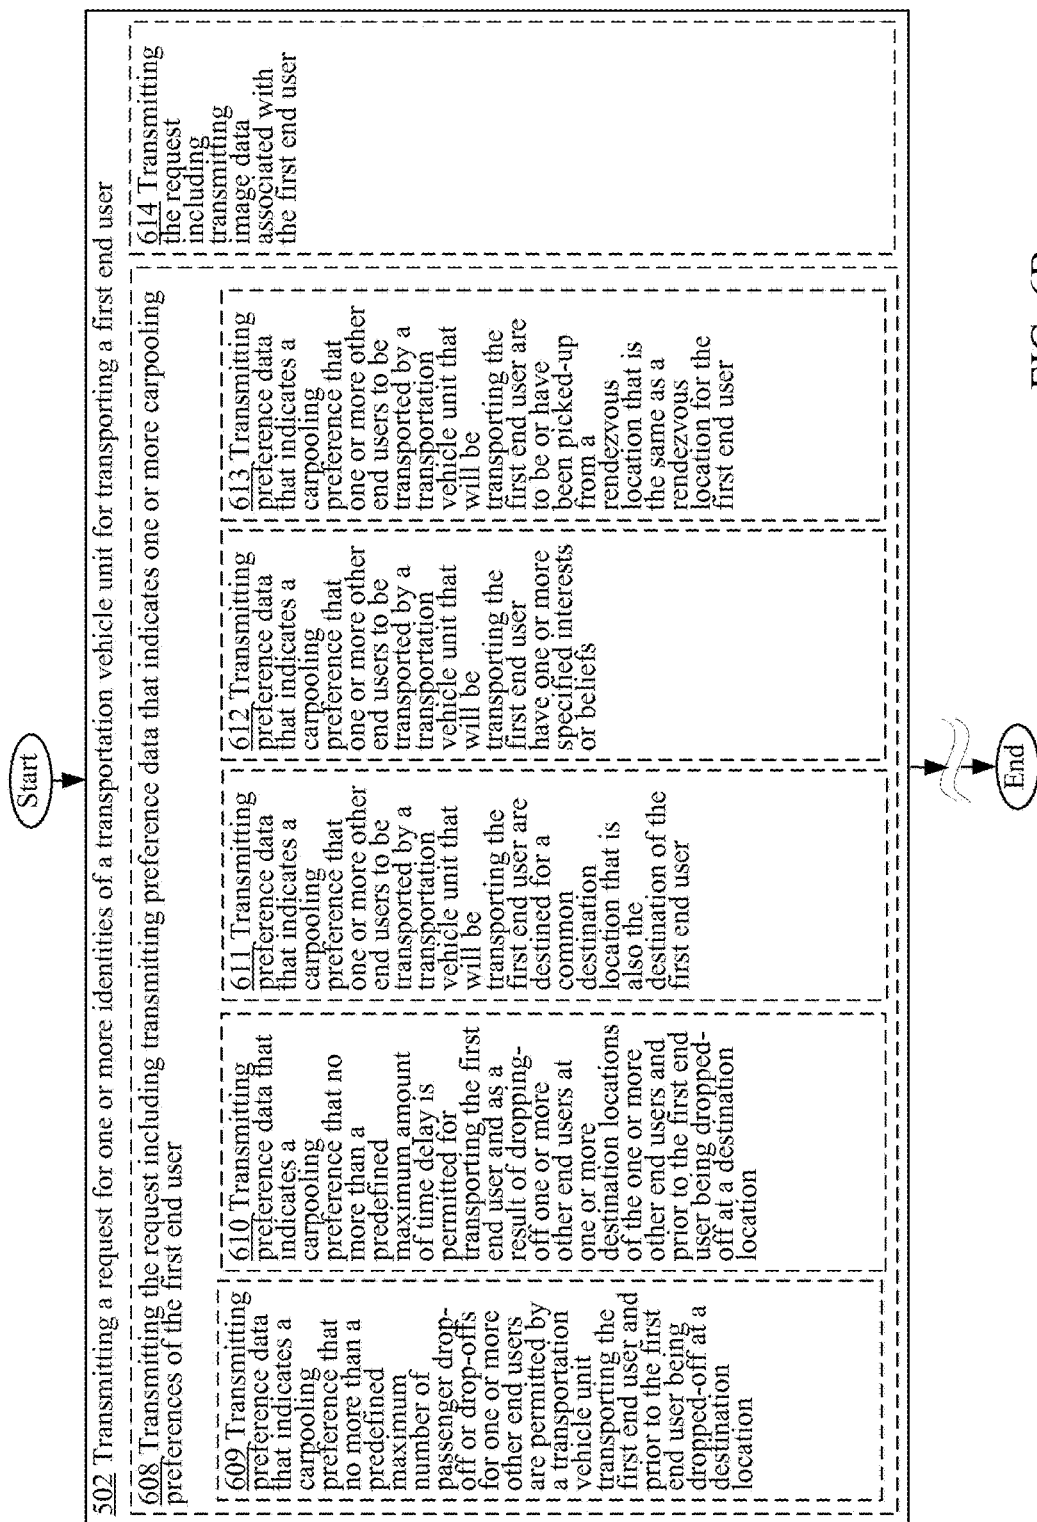 Start
502 Transmitting a request for one or more identities of a transportation vehicle unit for transporting a first end user
608 Transmitting the request including transmitting preference data that indicates one or more carpooling
preferences of the first end user
609 Transmitting
preference data
that indicates a
carpooling
preference that
no more than a
predefined
maximum
number of
passenger drop-
off or drop-offs
for one or more
other end users
are permitted by
a transportation
vehicle unit
transporting the
first end user and
prior to the first
end user being
dropped-off at a
destination
location
610 Transmitting
preference data that
indicates a
carpooling
preference that no
more than a
predefined
maximum amount
of time delay is
permitted for
transporting the first
end user and as a
result of dropping-
off one or more
other end users at
one or more
destination locations
of the one or more
other end users and
prior to the first end
user being dropped-
off at a destination
location
611 Transmitting
preference data
that indicates a
carpooling
preference that
one or more other
end users to be
transported by a
transportation
vehicle unit that
will be
transporting the
first end user are
destined for a
common
destination
location that is
also the
destination of the
first end user
612 Transmitting
preference data
that indicates a
carpooling
preference that
one or more other
end users to be
transported by a
transportation
vehicle unit that
will be
transporting the
first end user
have one or more
specified interests
or beliefs
613 Transmitting
preference data
that indicates a
carpooling
preference that
one or more other
end users to be
transported by a
transportation
vehicle unit that
will be
transporting the
first end user are
to be or have
been picked-up
from a
rendezvous
location that is
the same as a
rendezvous
location for the
first end user
614 Transmitting
the request
including
transmitting
image data
associated with
the first end user
End